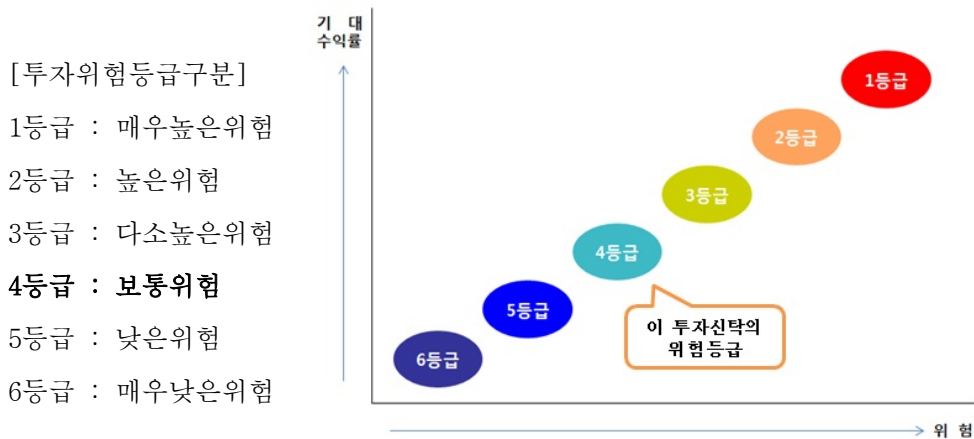 [투자위험등급구분]
1등급 : 매우높은위험
2등급 : 높은위험
3등급 : 다소높은위험
4등급 : 보통위험
5등급 : 낮은위험
6등급 : 매우낮은위험
기 대
수익률
1등급
2등급
3등급
4등급
5등급
6등급
이 투자신탁의
위험등급
위 험